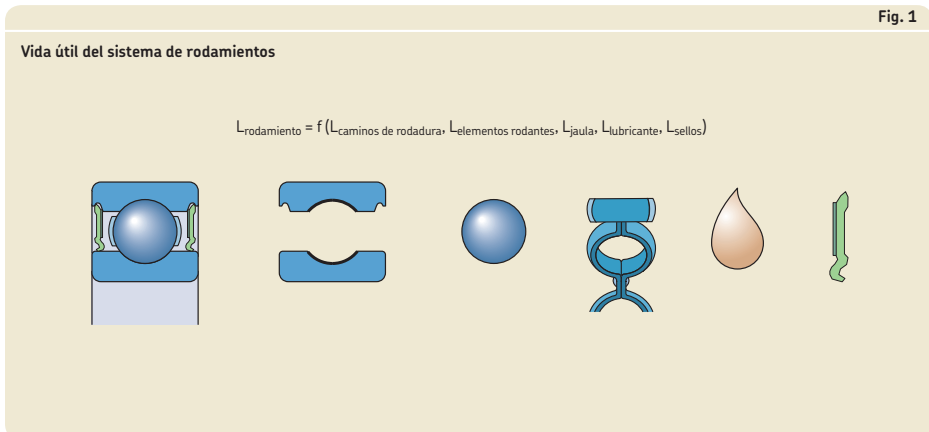 Fig. 1
Vida útil del sistema de rodamientos
Lrodamiento = f (Lcaminos de rodadura, Lelementos rodantes, Ljaula, Llubricante, Lsellos)